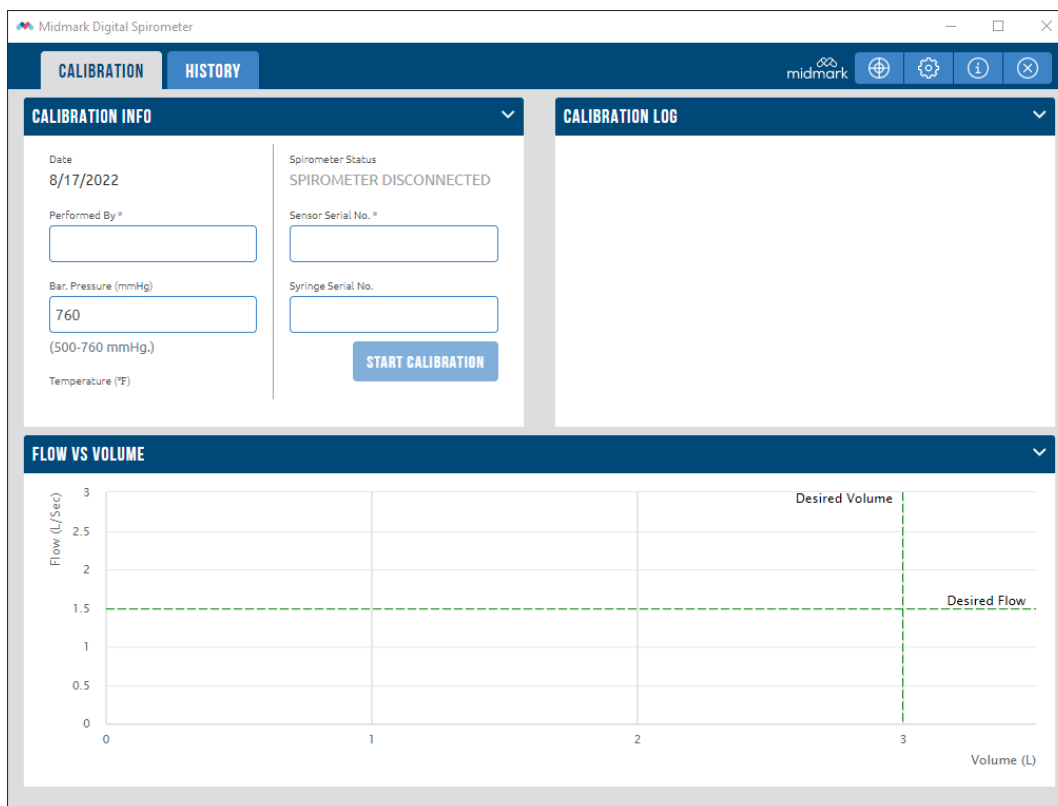 Midmark Digital Spirometer
CALIBRATION
HISTORY
midmark
CALIBRATION INFO
Date
8/17/2022
Performed By *
Bar. Pressure (mmHg)
760
(500-760 mmHg.)
Temperature (°F)
Spirometer Status
SPIROMETER DISCONNECTED
Sensor Serial No. *
Syringe Serial No.
START CALIBRATION
CALIBRATION LOG
FLOW VS VOLUME
Flow (L/Sec)
3
2.5
2
1.5
1
0.5
0
Desired Volume
Desired Flow
0
1
2
3
Volume (L)